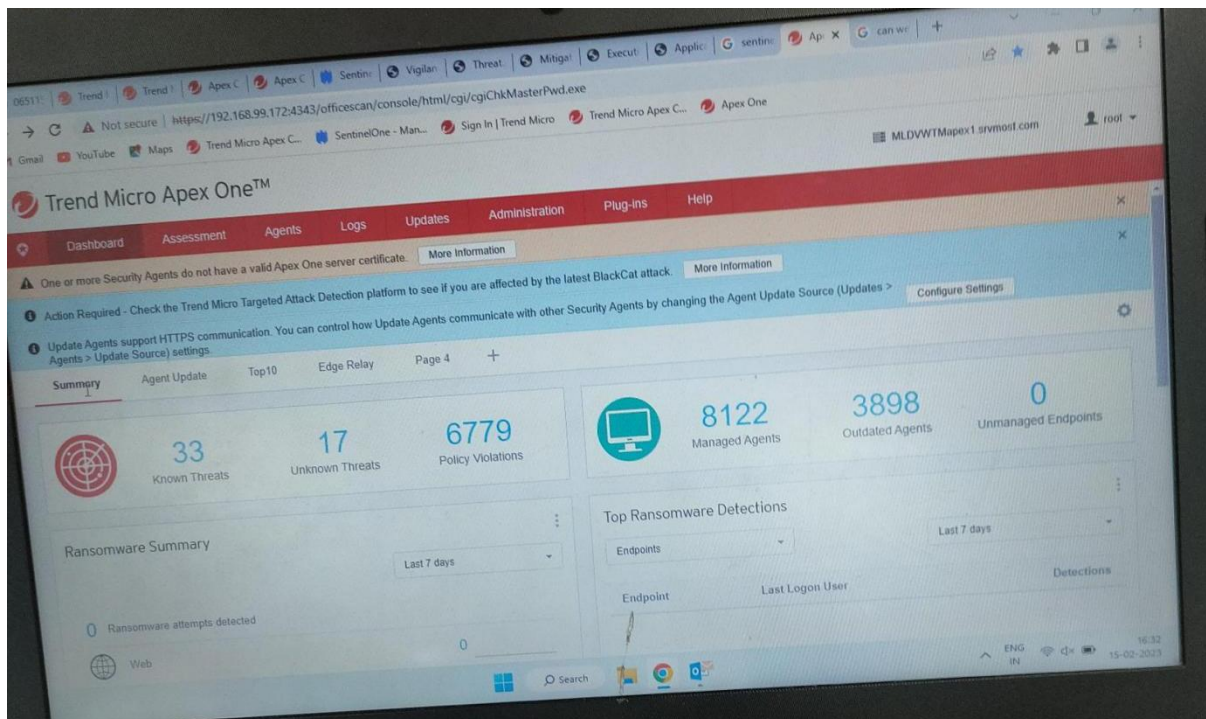 06511: Trend Trend Apex C Apex C Sentin Vigilan Threat Mitigat Execut Applic sentin Ap can we
Not secure https://192.168.99.172:4343/officescan/console/html/cgi/cgiChkMasterPwd.exe
Gmail YouTube Maps Trend Micro Apex C... SentinelOne - Man... Sign In | Trend Micro Trend Micro Apex C... Apex One
Trend Micro Apex One™
MLDVWTMapex1.srvmost.com root
Dashboard Assessment Agents Logs Updates Administration Plug-ins Help
One or more Security Agents do not have a valid Apex One server certificate. More Information
Action Required - Check the Trend Micro Targeted Attack Detection platform to see if you are affected by the latest BlackCat attack. More Information
Update Agents support HTTPS communication. You can control how Update Agents communicate with other Security Agents by changing the Agent Update Source (Updates > Configure Settings
Agents > Update Source) settings.
Summary Agent Update Top10 Edge Relay Page 4 +
33 17 6779 8122 3898 0
Known Threats Unknown Threats Policy Violations Managed Agents Outdated Agents Unmanaged Endpoints
Ransomware Summary
Last 7 days
0 Ransomware attempts detected
Web 0
Top Ransomware Detections
Endpoints Last 7 days
Endpoint Last Logon User Detections
Search
ENG
IN
16:32
15-02-2023